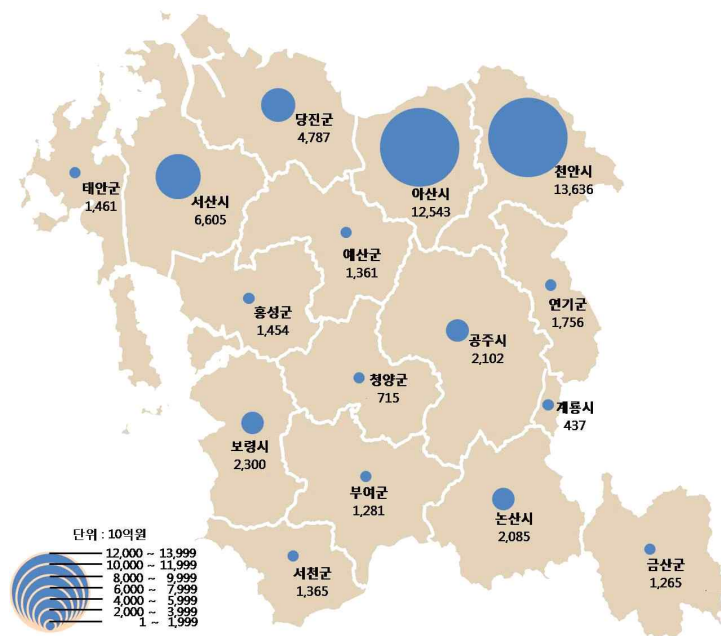 당진군
4,787
아산시
12,543
천안시
13,636
태안군
1,461
서산시
6,605
예산군
1,361
홍성군
1,454
연기군
1,756
공주시
2,102
청양군
715
계룡시
437
보령시
2,300
부여군
1,281
논산시
2,085
서천군
1,365
금산군
1,265
단위 : 10억원
12,000 ~ 13,999
10,000 ~ 11,999
8,000 ~ 9,999
6,000 ~ 7,999
4,000 ~ 5,999
2,000 ~ 3,999
1 ~ 1,999